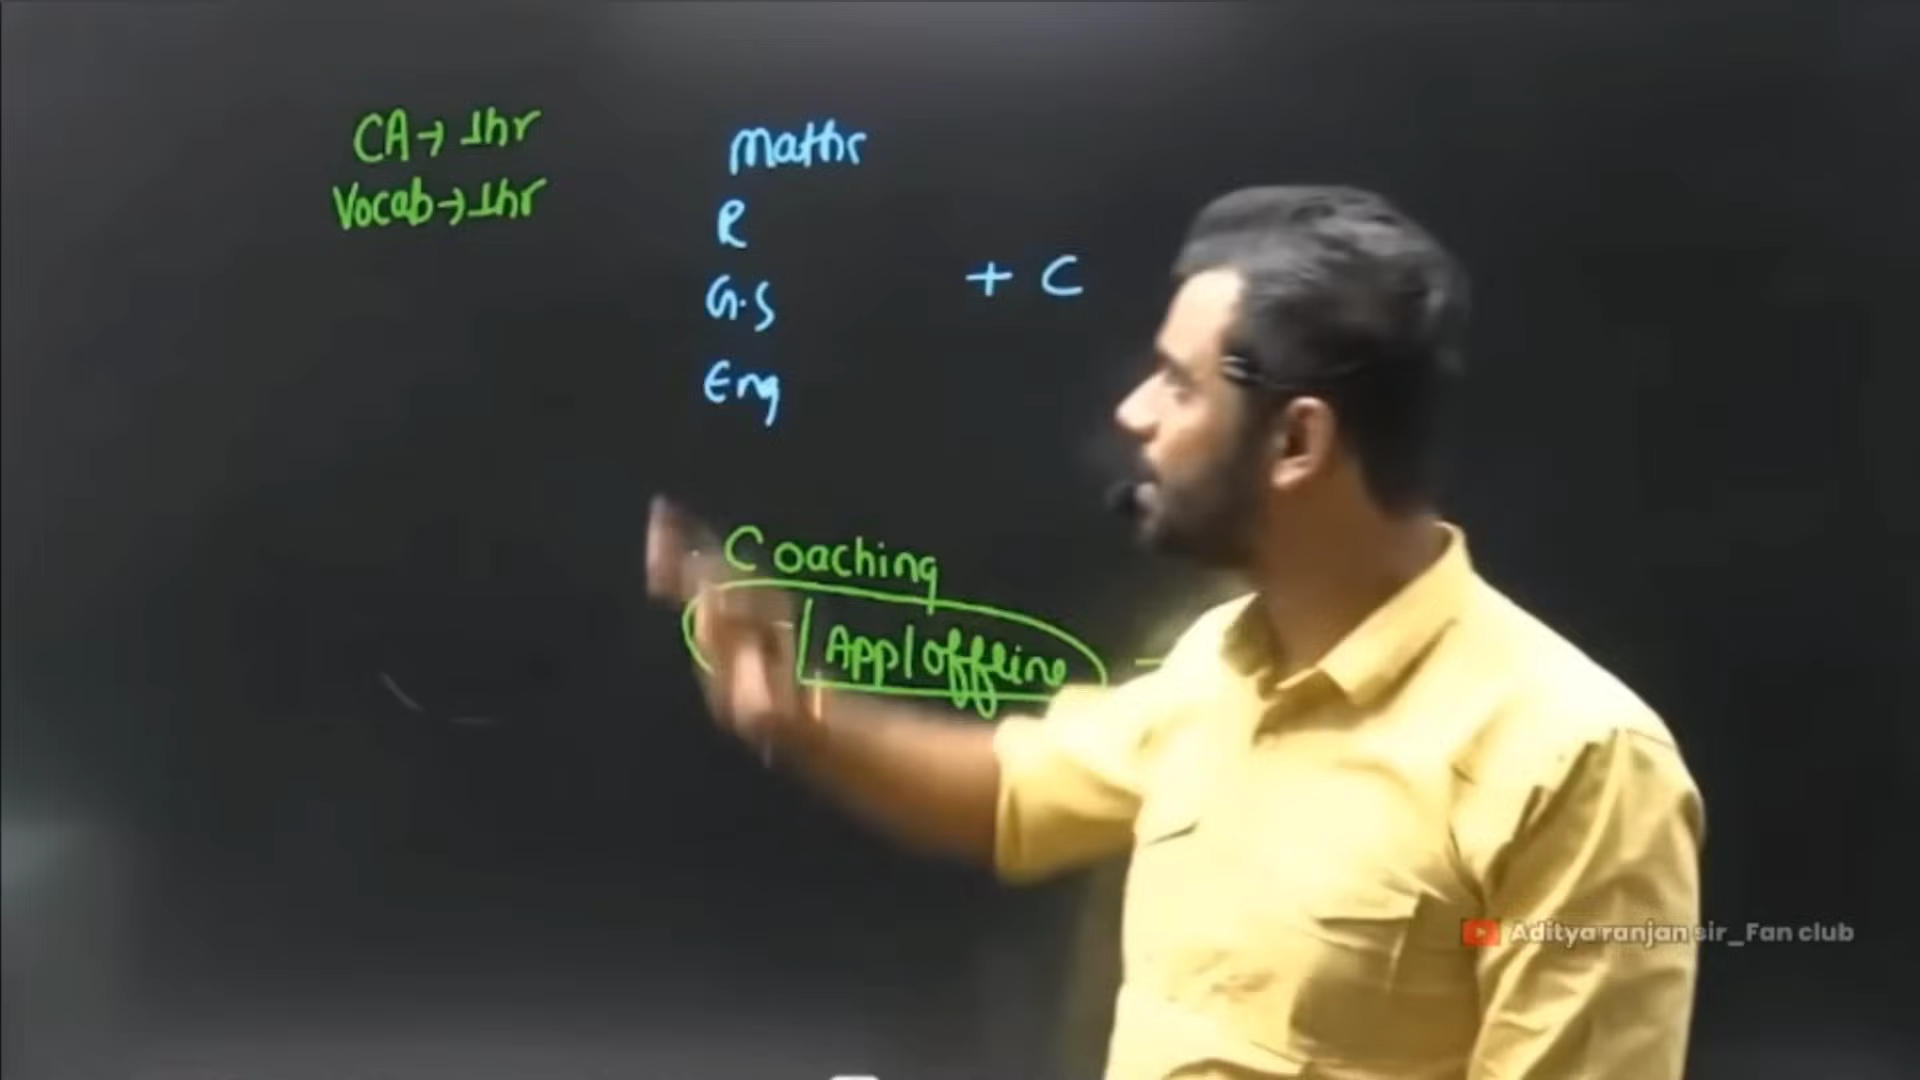 CA → 1hr
Vocab → 1hr
Maths
R
G.S
Eng
+ C
Coaching
App/Offline
Aditya ranjan sir_Fan club